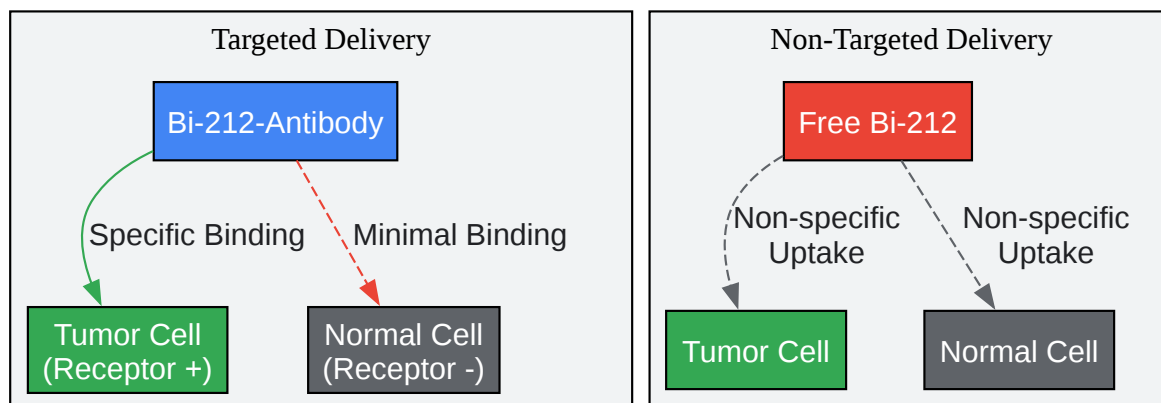 Targeted Delivery
Bi-212-Antibody
Specific Binding
Minimal Binding
Tumor Cell
(Receptor +)
Normal Cell
(Receptor -)
Non-Targeted Delivery
Free Bi-212
Non-specific
Uptake
Non-specific
Uptake
Tumor Cell
Normal Cell